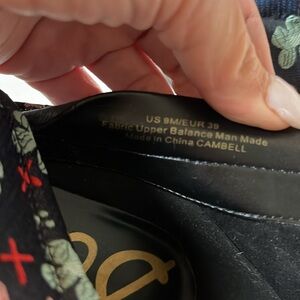 US 9M/EUR 39
Fabric Upper Balance Man Made
Made in China CAMBELL